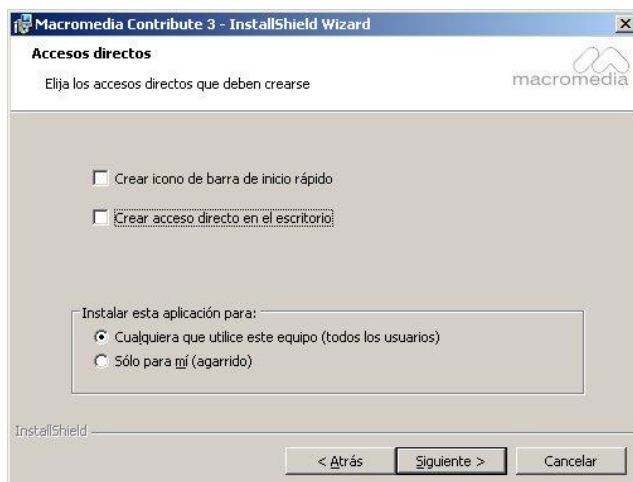 Macromedia Contribute 3 - InstallShield Wizard
Accesos directos
Elija los accesos directos que deben crearse
macromedia
Crear icono de barra de inicio rápido
Crear acceso directo en el escritorio
Instalar esta aplicación para:
Cualquiera que utilice este equipo (todos los usuarios)
Sólo para mí (agarrido)
InstallShield
< Atrás
Siguiente >
Cancelar